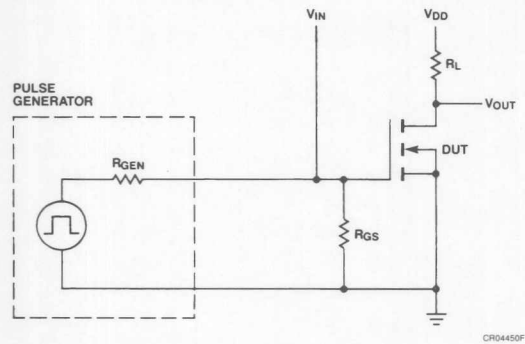 VIN
VDD
RL
PULSE
GENERATOR
VOUT
DUT
RGEN
RGS
CR04450F